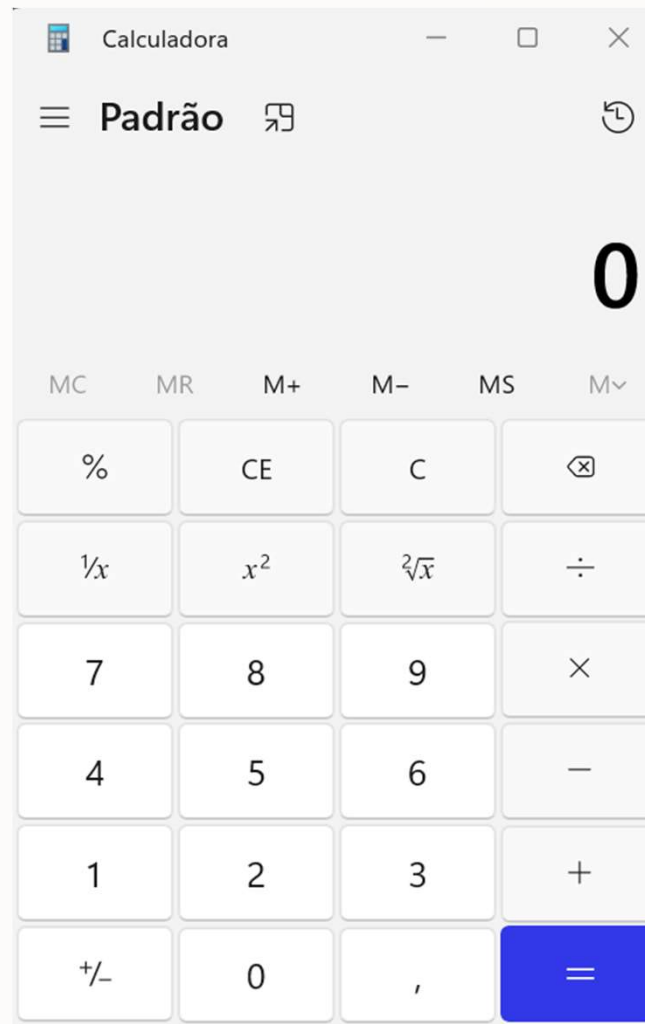 Calculadora
Padrão
0
MC MR M+ M− MS M
% CE C
¹/x x² ²√x ÷
7 8 9 ×
4 5 6 −
1 2 3 +
+/− 0 , =